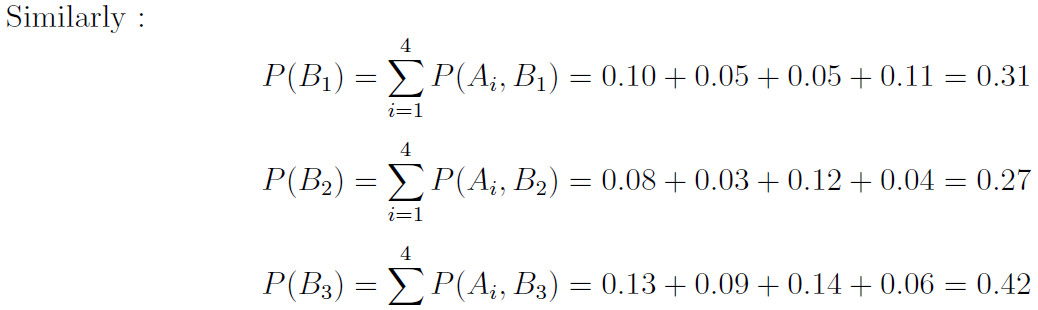 Similarly :
$P(B_1) = \sum_{i=1}^{4} P(A_i, B_1) = 0.10 + 0.05 + 0.05 + 0.11 = 0.31$
$P(B_2) = \sum_{i=1}^{4} P(A_i, B_2) = 0.08 + 0.03 + 0.12 + 0.04 = 0.27$
$P(B_3) = \sum_{i=1}^{4} P(A_i, B_3) = 0.13 + 0.09 + 0.14 + 0.06 = 0.42$